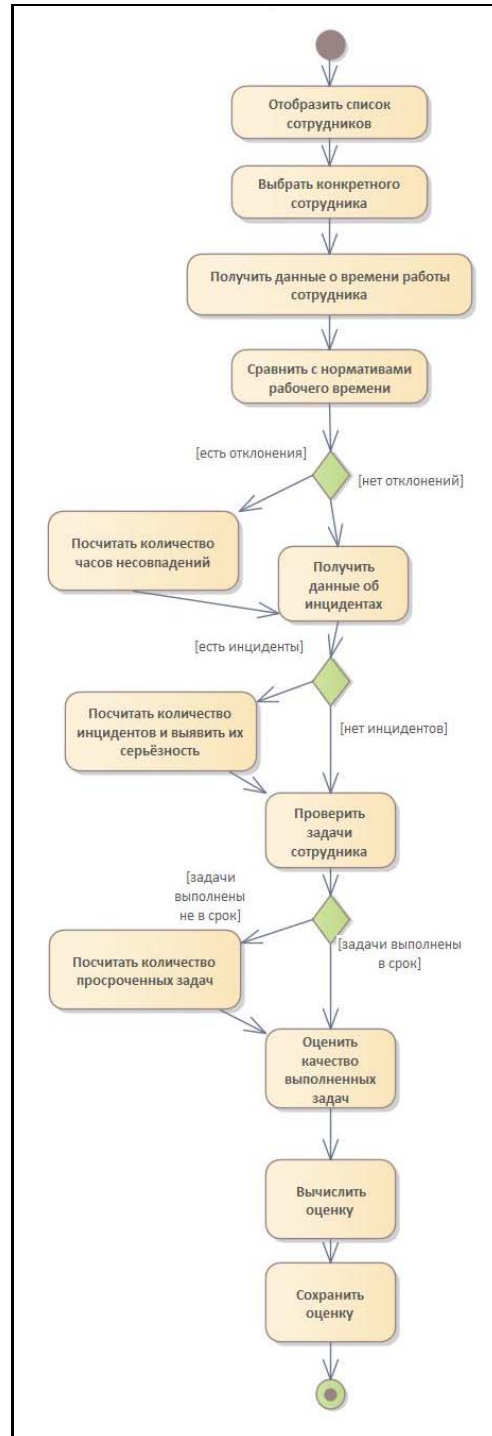 Отобразить список
сотрудников
Выбрать конкретного
сотрудника
Получить данные о времени работы
сотрудника
Сравнить с нормативами
рабочего времени
[есть отклонения]
[нет отклонений]
Посчитать количество
часов несовпадений
Получить
данные об
инцидентах
[есть инциденты]
Посчитать количество
инцидентов и выявить их
серьёзность
[нет инцидентов]
Проверить
задачи
сотрудника
[задачи
выполнены
не в срок]
[задачи выполнены
в срок]
Посчитать количество
просроченных задач
Оценить
качество
выполненных
задач
Вычислить
оценку
Сохранить
оценку